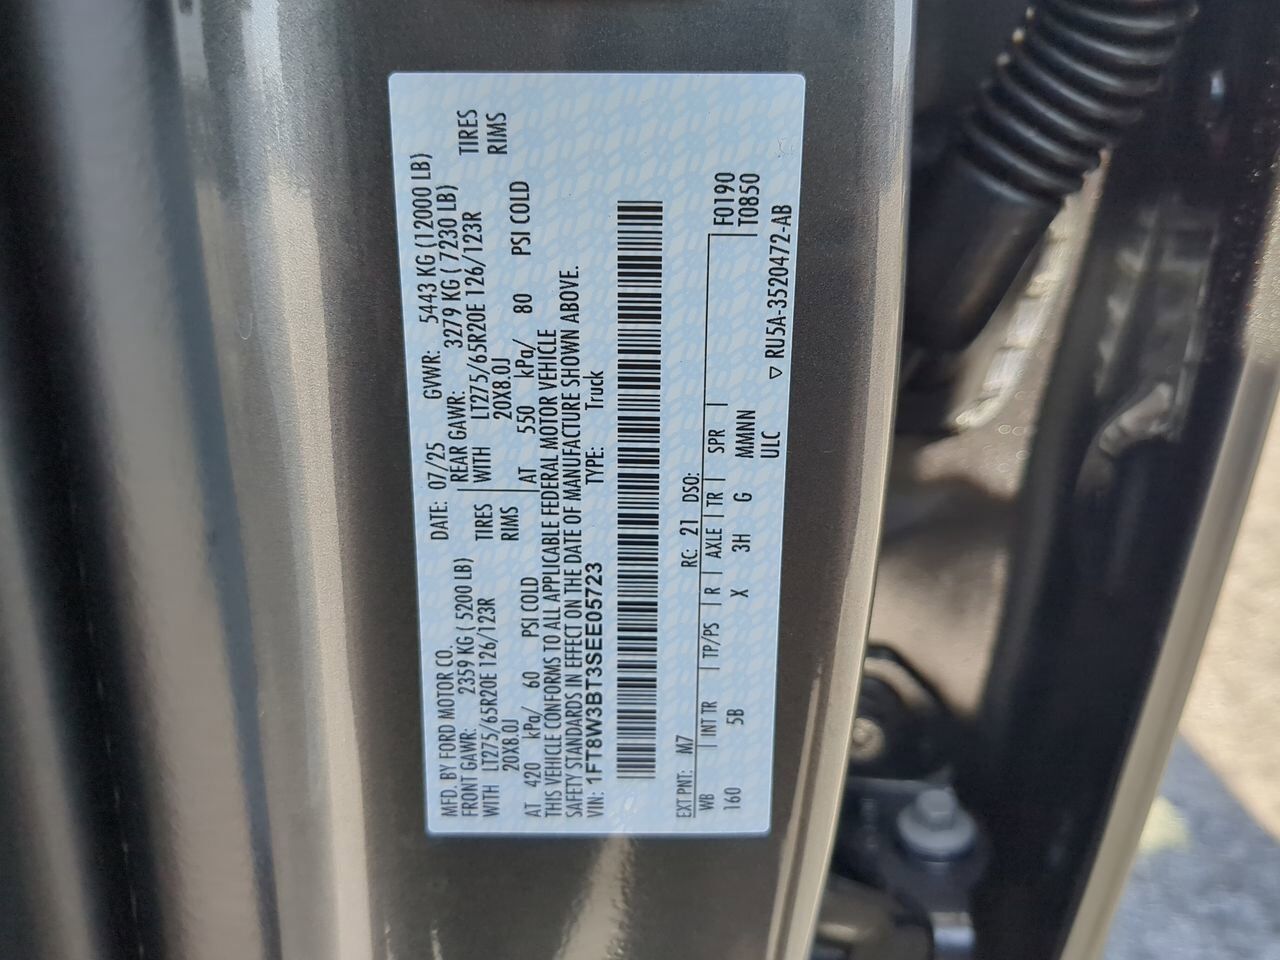 MFD. BY FORD MOTOR CO. DATE: 07/25 GVWR: 5443 KG (12000 LB)
FRONT GAWR: 2359 KG ( 5200 LB) REAR GAWR: 3279 KG ( 7230 LB)
WITH LT275/65R20E 126/123R TIRES WITH LT275/65R20E 126/123R TIRES
20X8.0J RIMS 20X8.0J RIMS
AT 420 kPa/ 60 PSI COLD AT 550 kPa/ 80 PSI COLD
THIS VEHICLE CONFORMS TO ALL APPLICABLE FEDERAL MOTOR VEHICLE
SAFETY STANDARDS IN EFFECT ON THE DATE OF MANUFACTURE SHOWN ABOVE.
VIN: 1FT8W3BT3SEE05723 TYPE: Truck
EXT PNT: M7 RC: 21 DSO:
WB INT TR TP/PS R AXLE TR SPR F0190
160 5B X 3H G MMNN T0850
ULC ▽ RU5A-3520472-AB